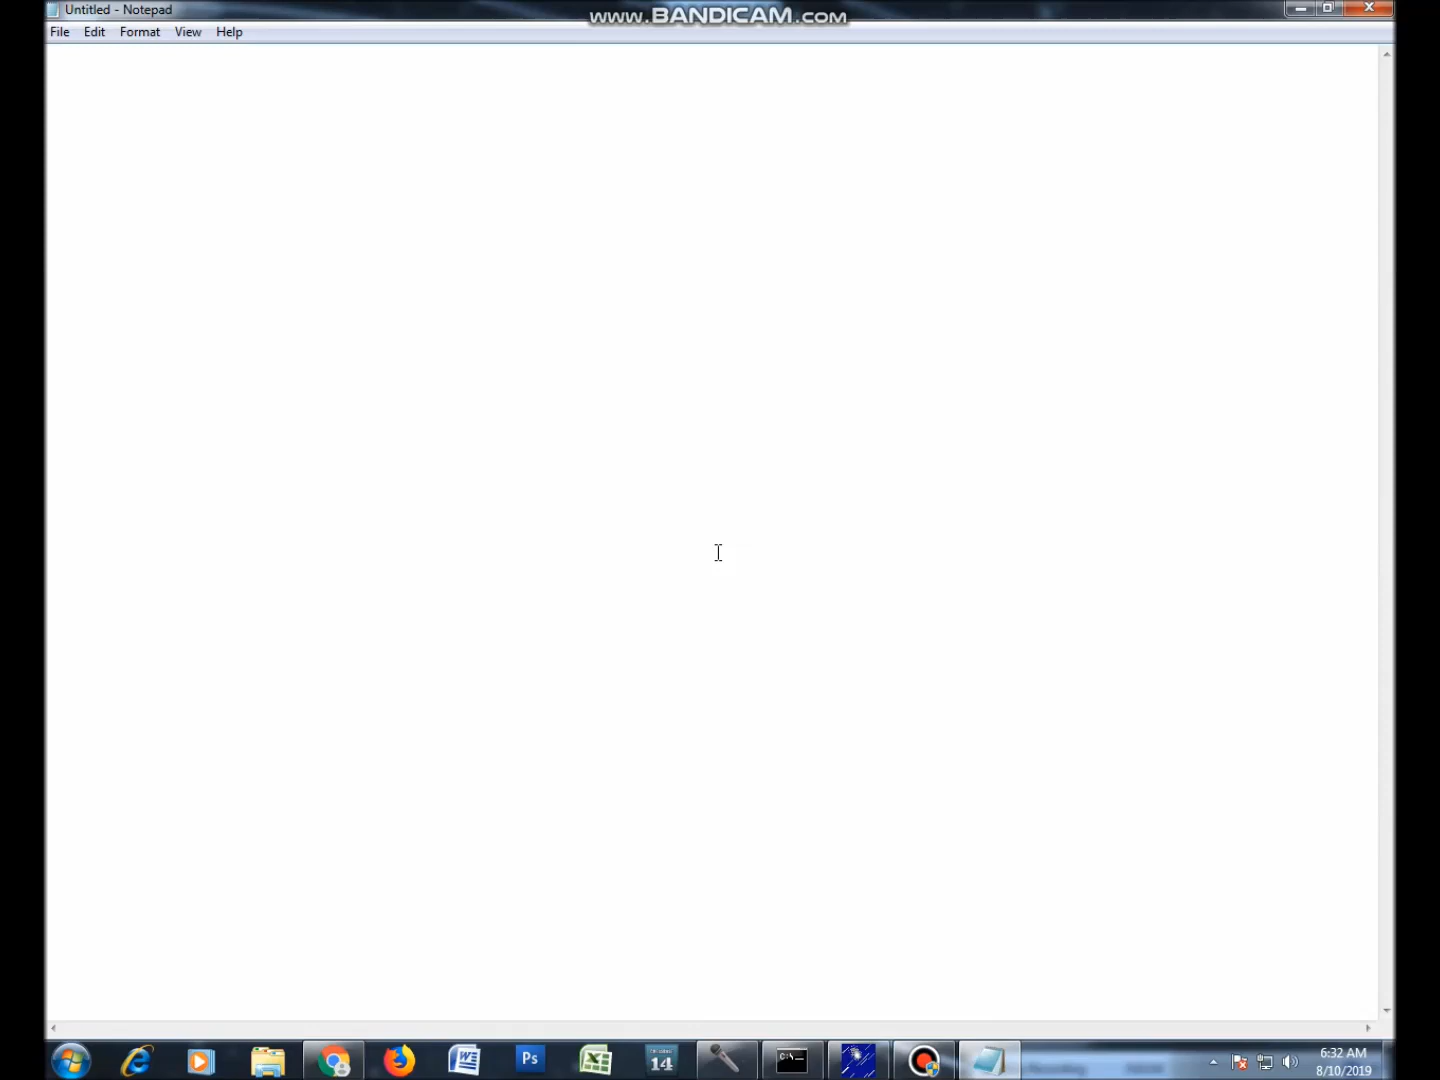 Untitled - Notepad
www.BANDICAM.com
File Edit Format View Help
Ps
14
C:\.
6:32 AM
8/10/2019